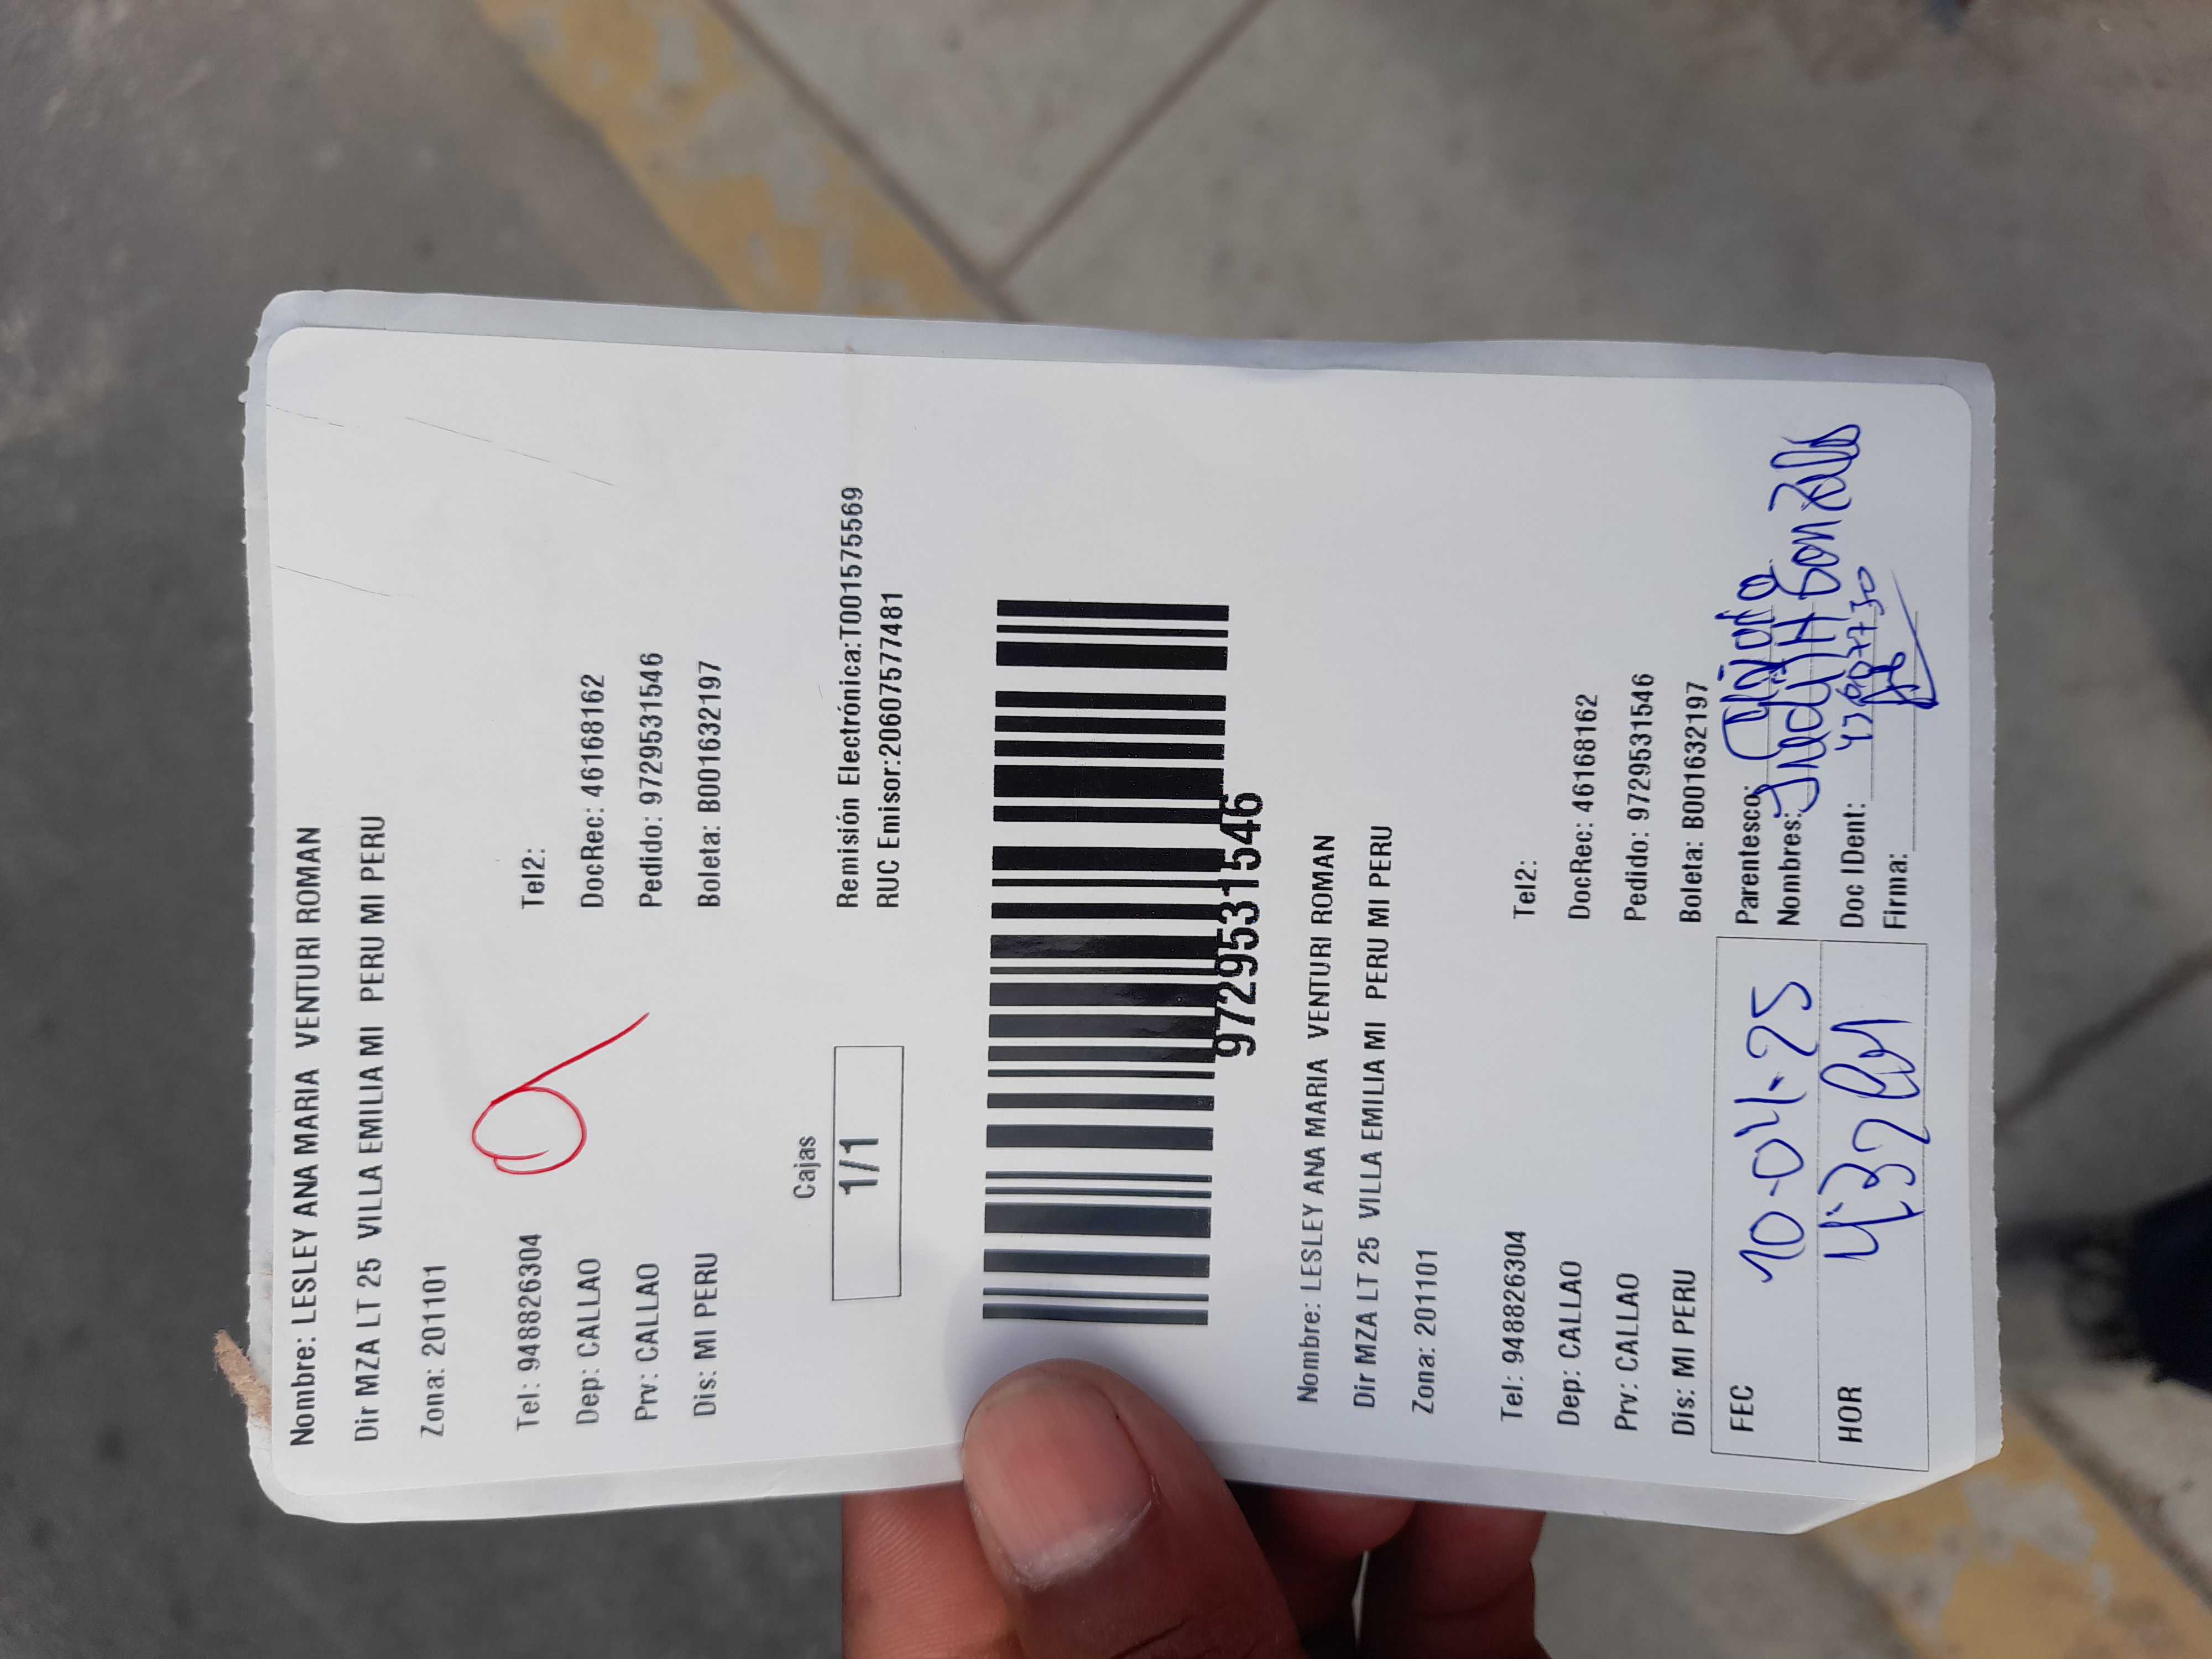 Nombre: LESLEY ANA MARIA VENTURI ROMAN
Dir MZA LT 25 VILLA EMILIA MI PERU MI PERU
Zona: 201101
Tel: 948826304 Tel2:
Dep: CALLAO DocRec: 46168162
Prv: CALLAO Pedido: 9729531546
Dis: MI PERU Boleta: B001632197
Cajas
1/1
Remisión Electrónica:T001575569
RUC Emisor:20607577481
9729531546
Nombre: LESLEY ANA MARIA VENTURI ROMAN
Dir MZA LT 25 VILLA EMILIA MI PERU MI PERU
Zona: 201101
Tel: 948826304 Tel2:
Dep: CALLAO DocRec: 46168162
Prv: CALLAO Pedido: 9729531546
Dis: MI PERU Boleta: B001632197
FEC 10-04-25 Parentesco:
Nombres: Judyth Gonzales
HOR Doc IDent:
Firma: